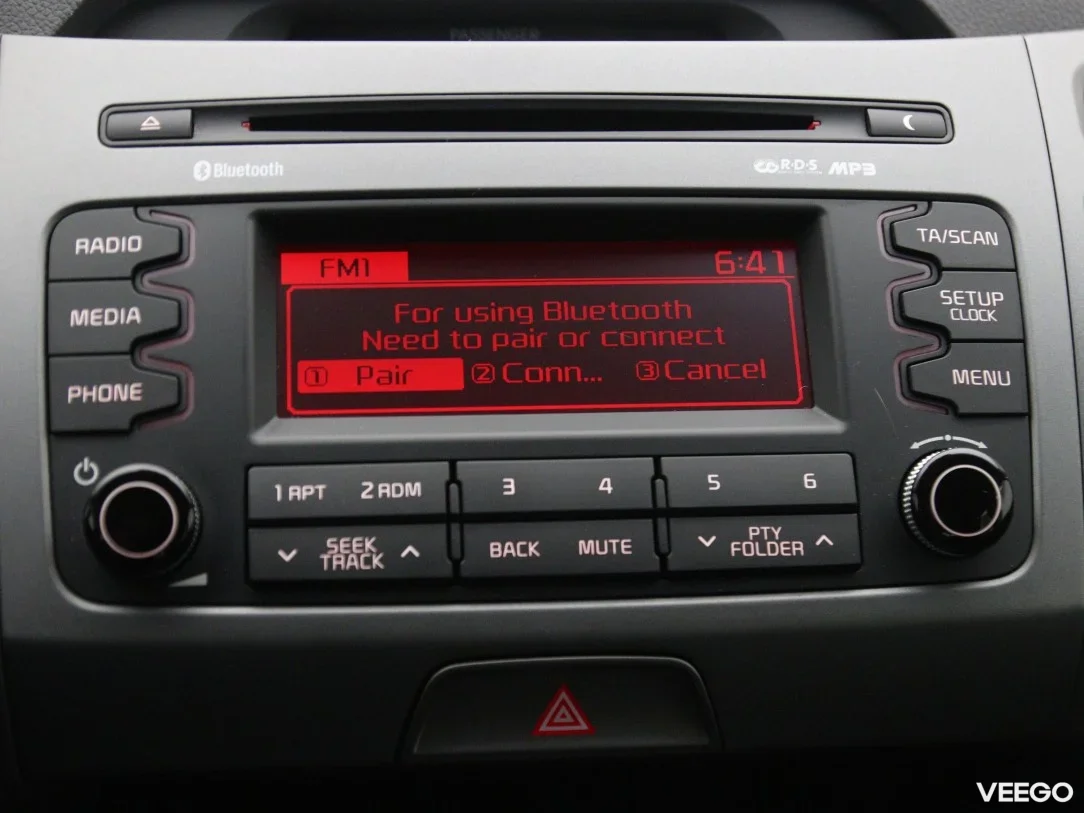 PASSENGER
Bluetooth
R·D·S MP3
RADIO
TA/SCAN
FM1 6:41
For using Bluetooth
Need to pair or connect
1 Pair 2 Conn... 3 Cancel
MEDIA
SETUP
CLOCK
PHONE
MENU
1 RPT 2 RDM 3 4 5 6
SEEK
TRACK
BACK MUTE
PTY
FOLDER
VEEGO